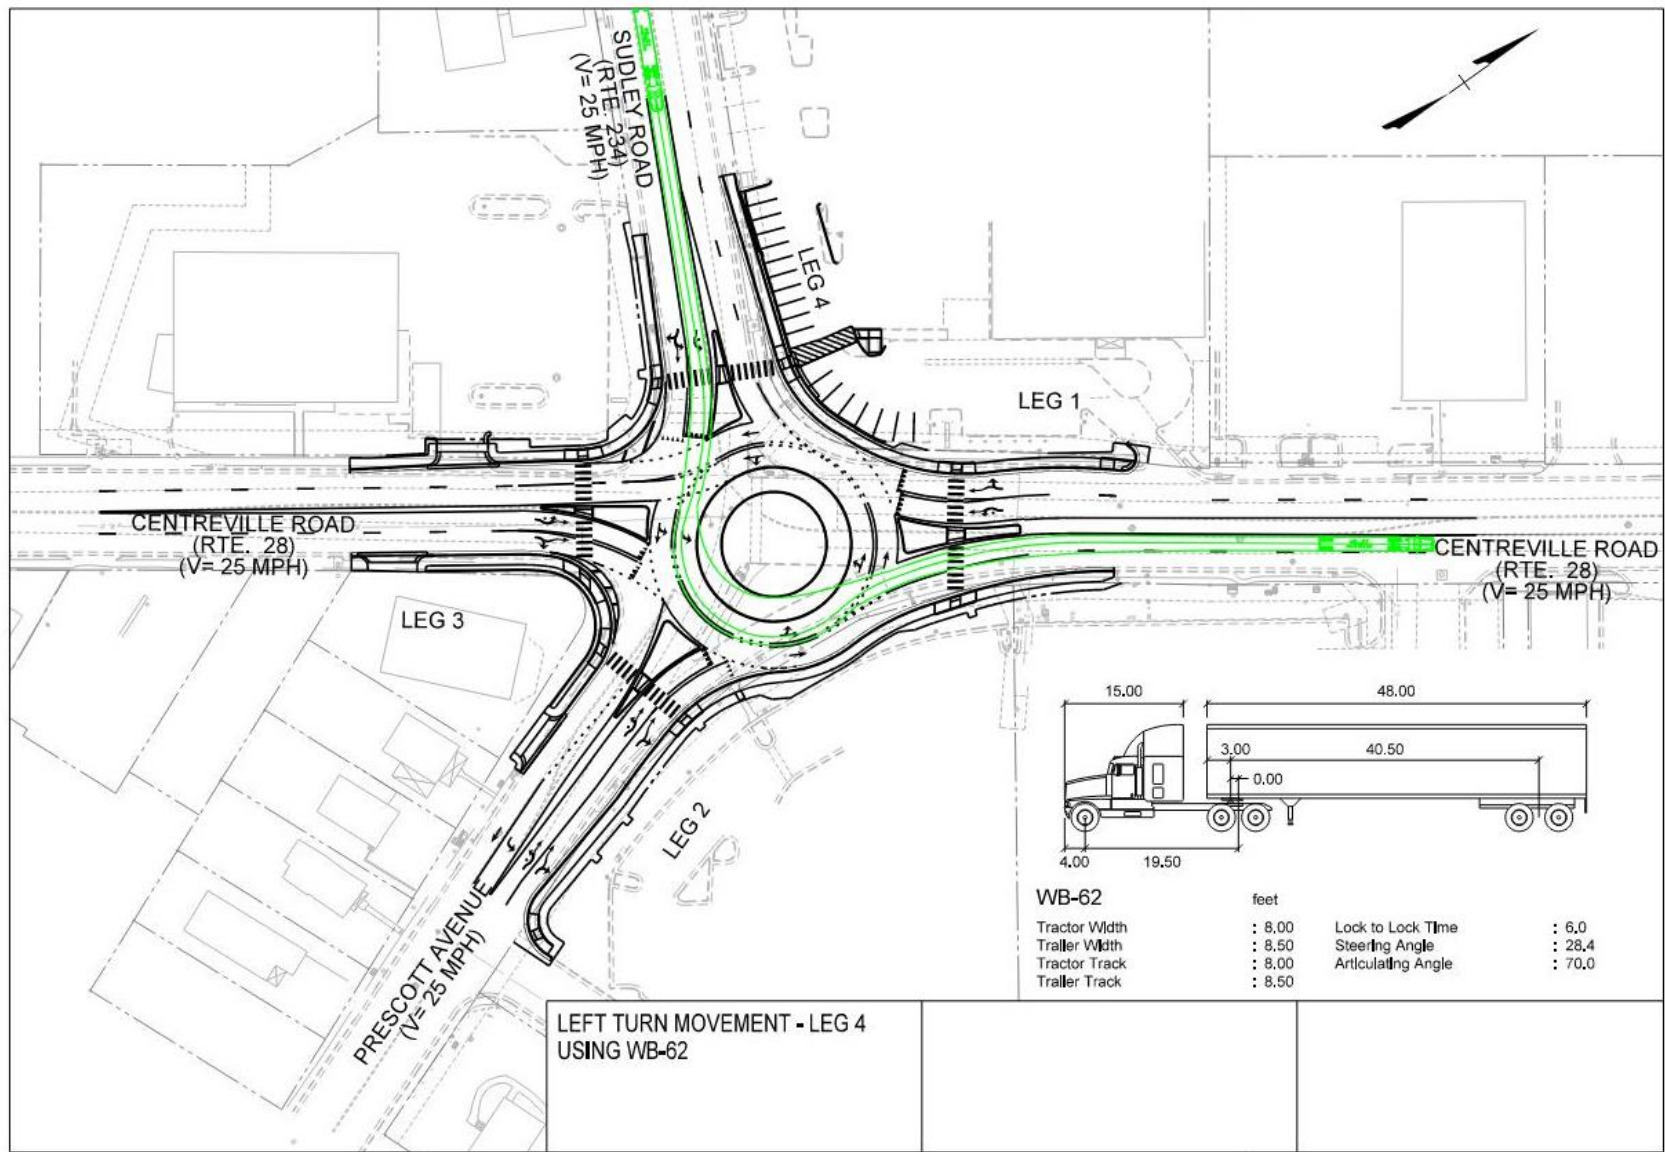 SUDLEY ROAD
(RTE. 234)
(V= 25 MPH)
LEG 4
LEG 1
CENTREVILLE ROAD
(RTE. 28)
(V= 25 MPH)
CENTREVILLE ROAD
(RTE. 28)
(V= 25 MPH)
LEG 3
LEG 2
PRESCOTT AVENUE
(V= 25 MPH)
15.00 48.00
3.00 40.50
0.00
4.00 19.50
WB-62 feet
Tractor Width : 8.00 Lock to Lock Time : 6.0
Trailer Width : 8.50 Steering Angle : 28.4
Tractor Track : 8.00 Articulating Angle : 70.0
Trailer Track : 8.50
LEFT TURN MOVEMENT - LEG 4
USING WB-62